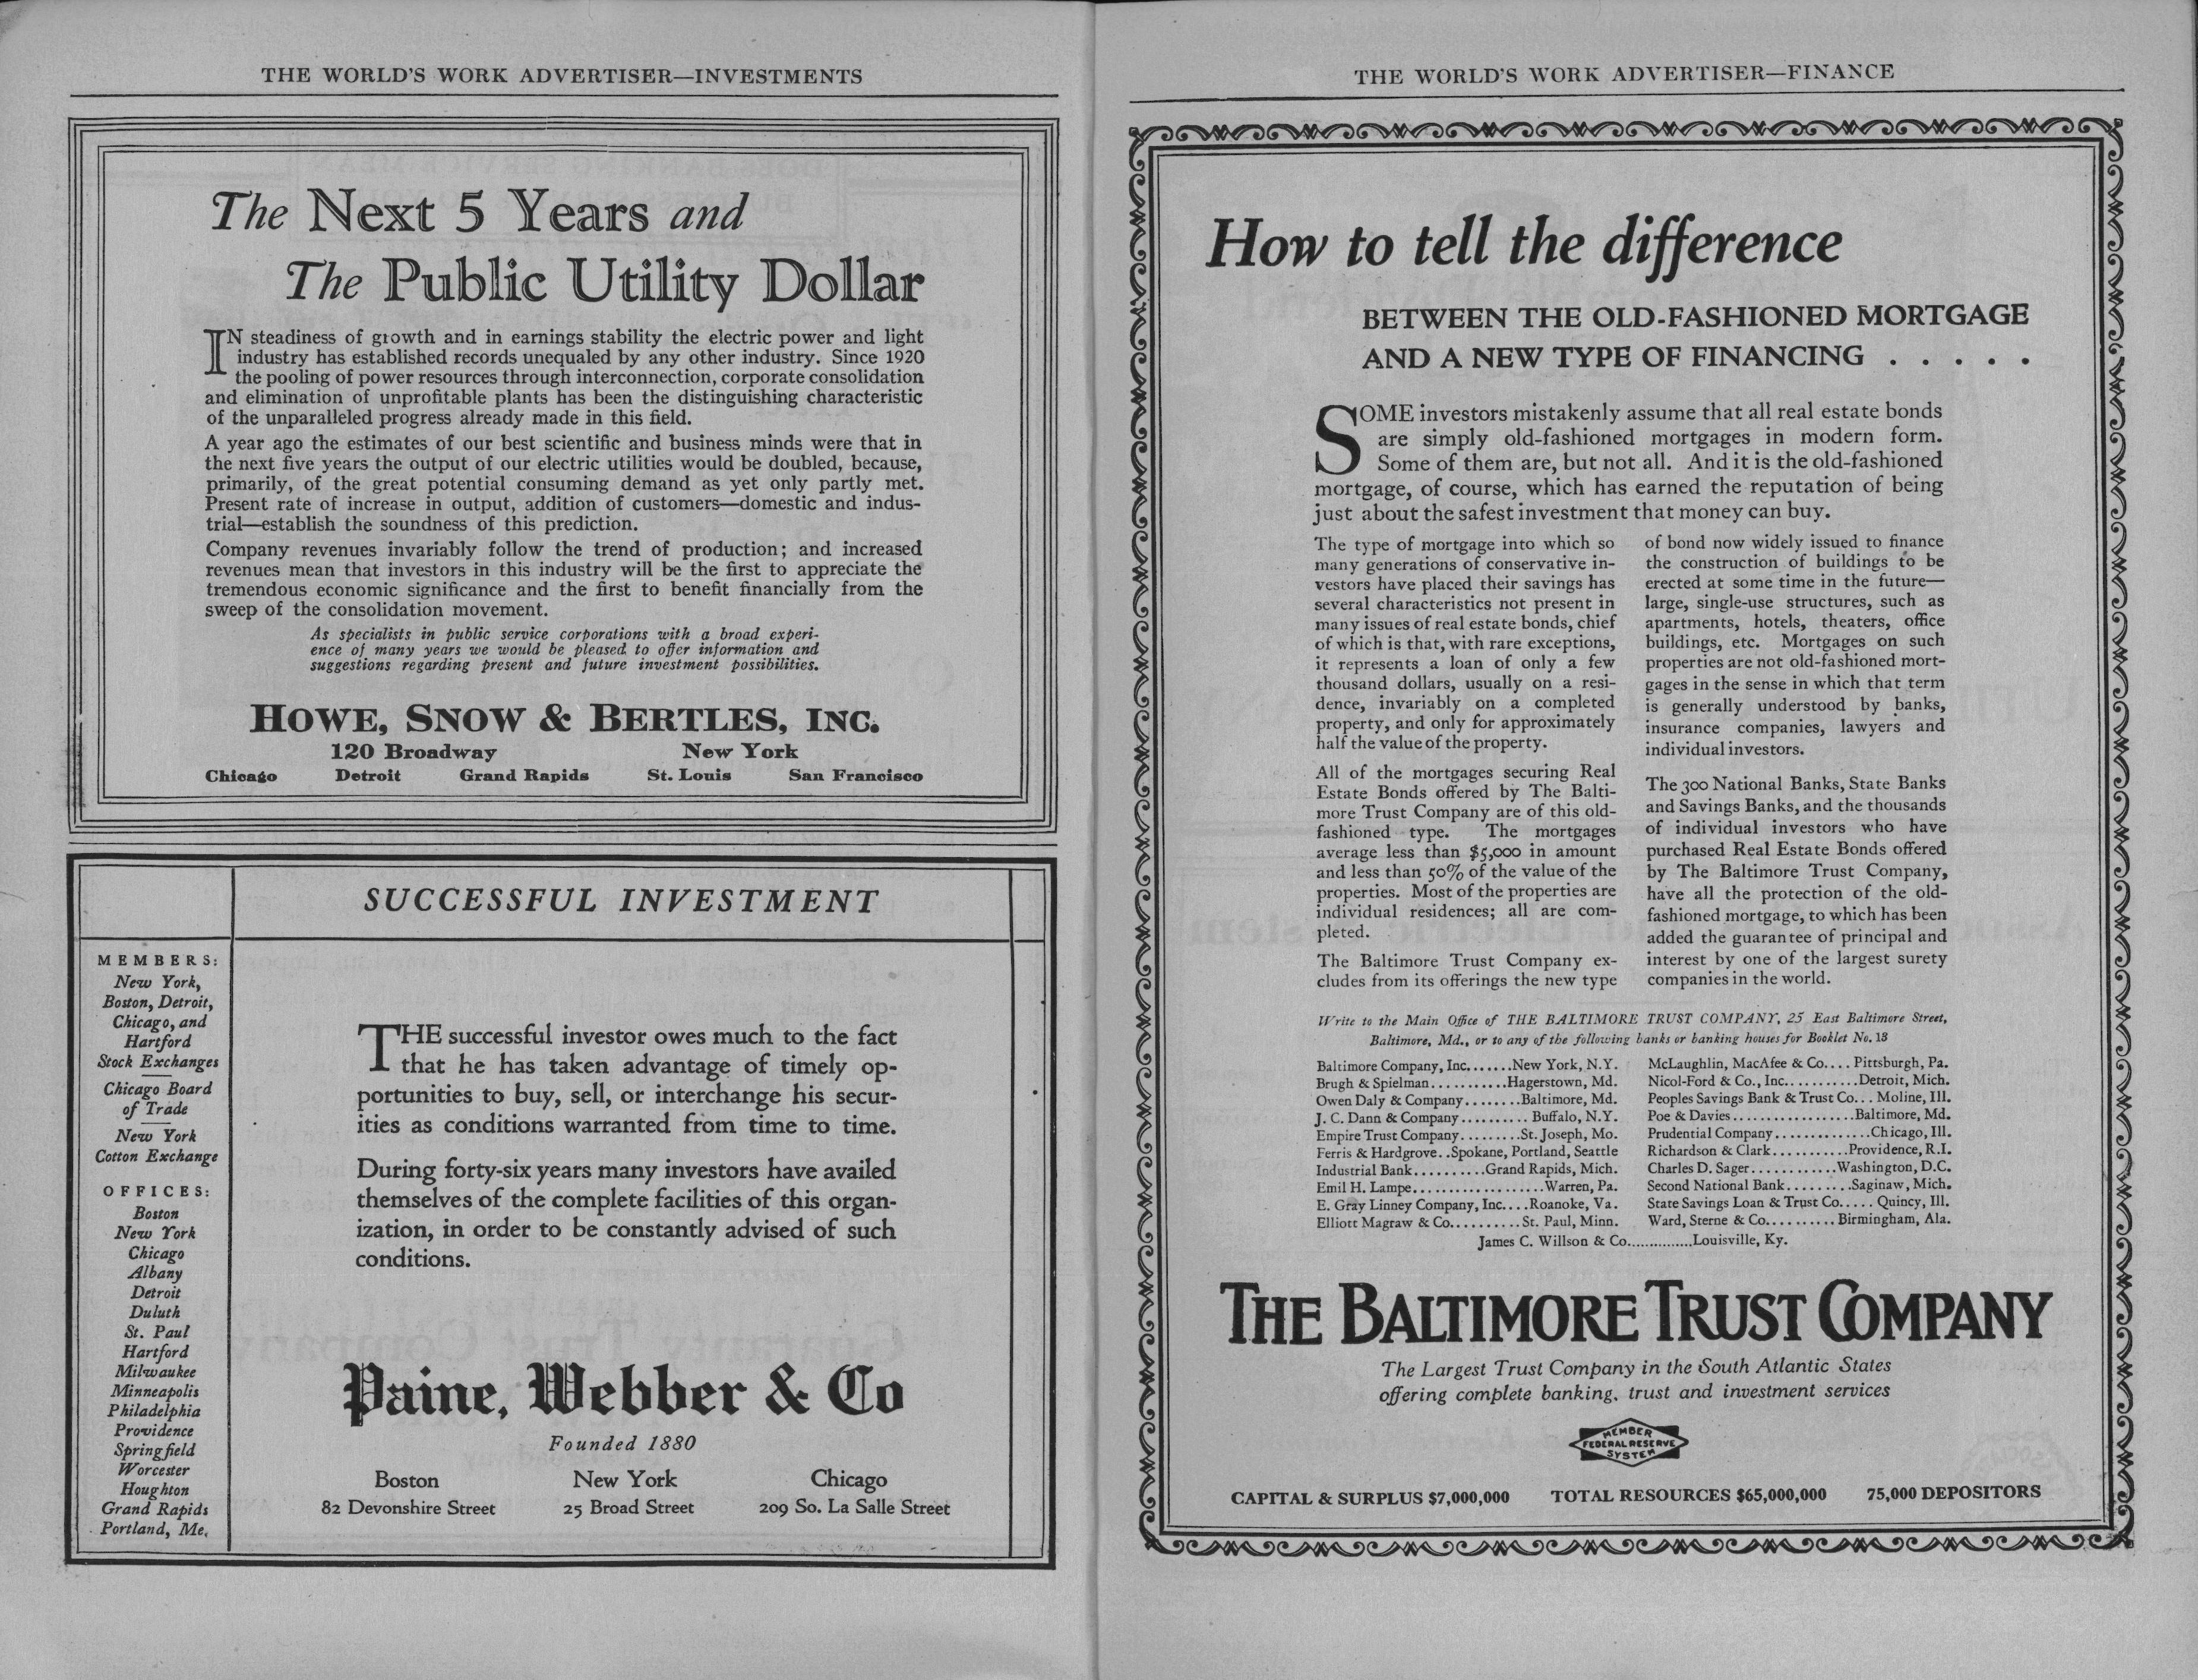 THE WORLD'S WORK ADVERTISER—INVESTMENTS
The Next 5 Years and
The Public Utility Dollar
IN steadiness of growth and in earnings stability the electric power and light
industry has established records unequaled by any other industry. Since 1920
the pooling of power resources through interconnection, corporate consolidation
and elimination of unprofitable plants has been the distinguishing characteristic
of the unparalleled progress already made in this field.
A year ago the estimates of our best scientific and business minds were that in
the next five years the output of our electric utilities would be doubled, because,
primarily, of the great potential consuming demand as yet only partly met.
Present rate of increase in output, addition of customers—domestic and indus-
trial—establish the soundness of this prediction.
Company revenues invariably follow the trend of production; and increased
revenues mean that investors in this industry will be the first to appreciate the
tremendous economic significance and the first to benefit financially from the
sweep of the consolidation movement.
As specialists in public service corporations with a broad experi-
ence of many years we would be pleased to offer information and
suggestions regarding present and future investment possibilities.
HOWE, SNOW & BERTLES, INC.
120 Broadway New York
Chicago Detroit Grand Rapids St. Louis San Francisco
SUCCESSFUL INVESTMENT
MEMBERS:
New York,
Boston, Detroit,
Chicago, and
Hartford
Stock Exchanges
Chicago Board
of Trade
New York
Cotton Exchange
OFFICES:
Boston
New York
Chicago
Albany
Detroit
Duluth
St. Paul
Hartford
Milwaukee
Minneapolis
Philadelphia
Providence
Springfield
Worcester
Houghton
Grand Rapids
Portland, Me.
THE successful investor owes much to the fact
that he has taken advantage of timely op-
portunities to buy, sell, or interchange his secur-
ities as conditions warranted from time to time.
During forty-six years many investors have availed
themselves of the complete facilities of this organ-
ization, in order to be constantly advised of such
conditions.
Paine, Webber & Co
Founded 1880
Boston New York Chicago
82 Devonshire Street 25 Broad Street 209 So. La Salle Street
THE WORLD'S WORK ADVERTISER—FINANCE
How to tell the difference
BETWEEN THE OLD-FASHIONED MORTGAGE
AND A NEW TYPE OF FINANCING . . . . .
SOME investors mistakenly assume that all real estate bonds
are simply old-fashioned mortgages in modern form.
Some of them are, but not all. And it is the old-fashioned
mortgage, of course, which has earned the reputation of being
just about the safest investment that money can buy.
The type of mortgage into which so
many generations of conservative in-
vestors have placed their savings has
several characteristics not present in
many issues of real estate bonds, chief
of which is that, with rare exceptions,
it represents a loan of only a few
thousand dollars, usually on a resi-
dence, invariably on a completed
property, and only for approximately
half the value of the property.
All of the mortgages securing Real
Estate Bonds offered by The Balti-
more Trust Company are of this old-
fashioned type. The mortgages
average less than $5,000 in amount
and less than 50% of the value of the
properties. Most of the properties are
individual residences; all are com-
pleted.
The Baltimore Trust Company ex-
cludes from its offerings the new type
of bond now widely issued to finance
the construction of buildings to be
erected at some time in the future—
large, single-use structures, such as
apartments, hotels, theaters, office
buildings, etc. Mortgages on such
properties are not old-fashioned mort-
gages in the sense in which that term
is generally understood by banks,
insurance companies, lawyers and
individual investors.
The 300 National Banks, State Banks
and Savings Banks, and the thousands
of individual investors who have
purchased Real Estate Bonds offered
by The Baltimore Trust Company,
have all the protection of the old-
fashioned mortgage, to which has been
added the guarantee of principal and
interest by one of the largest surety
companies in the world.
Write to the Main Office of THE BALTIMORE TRUST COMPANY, 25 East Baltimore Street,
Baltimore, Md., or to any of the following banks or banking houses for Booklet No. 18
Baltimore Company, Inc.......New York, N.Y.
Brugh & Spielman...........Hagerstown, Md.
Owen Daly & Company........Baltimore, Md.
J. C. Dann & Company.......... Buffalo, N.Y.
Empire Trust Company.........St. Joseph, Mo.
Ferris & Hardgrove..Spokane, Portland, Seattle
Industrial Bank..........Grand Rapids, Mich.
Emil H. Lampe...................Warren, Pa.
E. Gray Linney Company, Inc....Roanoke, Va.
Elliott Magraw & Co..........St. Paul, Minn.
McLaughlin, MacAfee & Co.... Pittsburgh, Pa.
Nicol-Ford & Co., Inc...........Detroit, Mich.
Peoples Savings Bank & Trust Co... Moline, Ill.
Poe & Davies.................Baltimore, Md.
Prudential Company..............Chicago, Ill.
Richardson & Clark...........Providence, R.I.
Charles D. Sager............Washington, D.C.
Second National Bank.........Saginaw, Mich.
State Savings Loan & Trust Co..... Quincy, Ill.
Ward, Sterne & Co.......... Birmingham, Ala.
James C. Willson & Co...............Louisville, Ky.
THE BALTIMORE TRUST COMPANY
The Largest Trust Company in the South Atlantic States
offering complete banking, trust and investment services
MEMBER
FEDERAL RESERVE
SYSTEM
CAPITAL & SURPLUS $7,000,000 TOTAL RESOURCES $65,000,000 75,000 DEPOSITORS